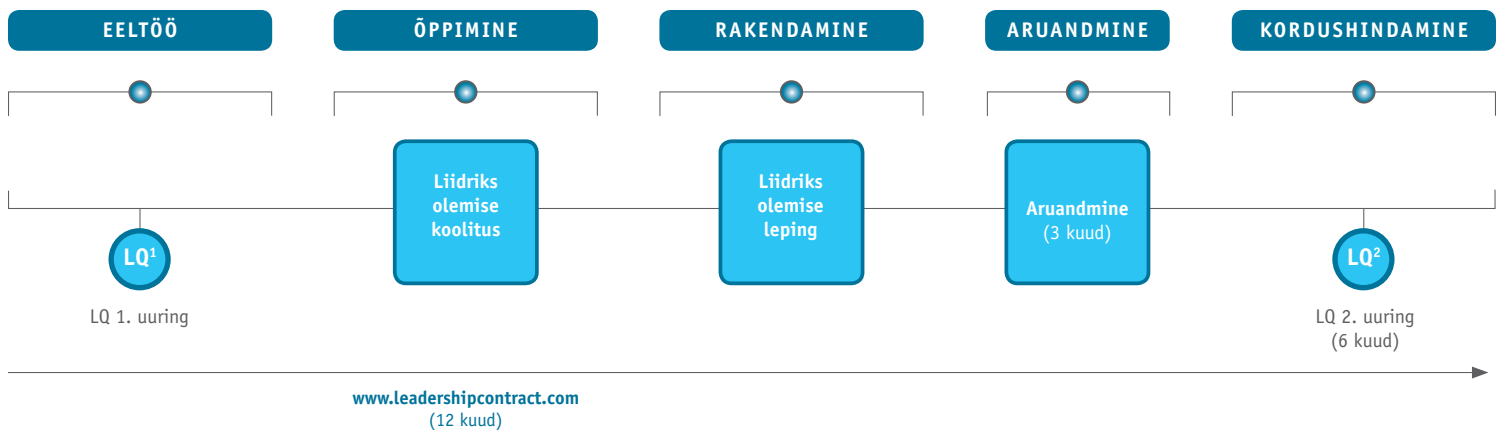 EELTÖÖ
ÕPPIMINE
RAKENDAMINE
ARUANDMINE
KORDUSHINDAMINE
LQ¹
LQ 1. uuring
Liidriks
olemise
koolitus
Liidriks
olemise
leping
Aruandmine
(3 kuud)
LQ²
LQ 2. uuring
(6 kuud)
www.leadershipcontract.com
(12 kuud)